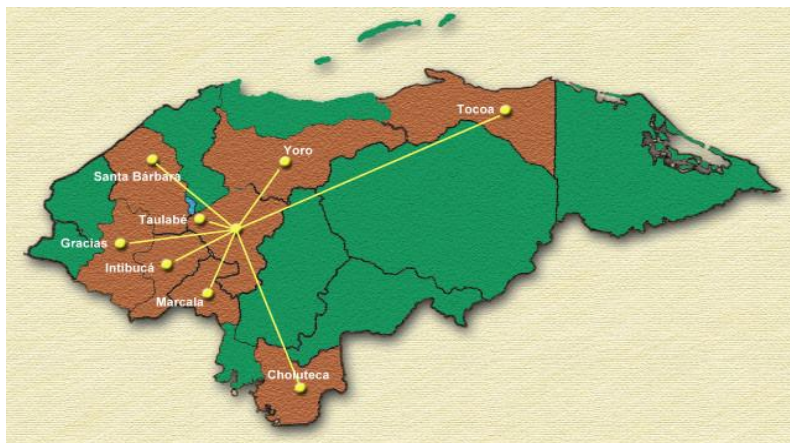 Tocoa
Yoro
Santa Bárbara
Taulabé
Gracias
Intibucá
Marcala
Choluteca